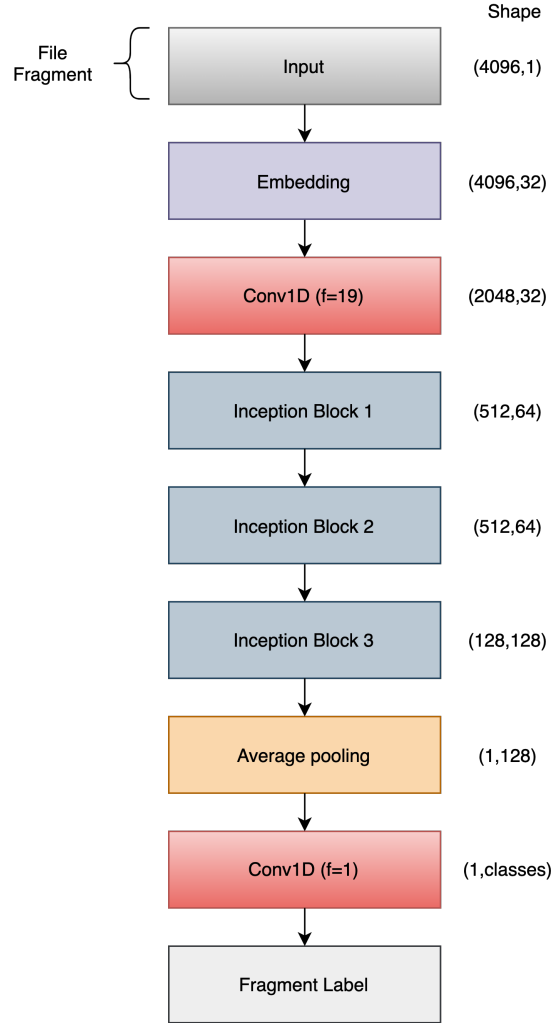 Shape
File
Fragment
Input
(4096,1)
Embedding
(4096,32)
Conv1D (f=19)
(2048,32)
Inception Block 1
(512,64)
Inception Block 2
(512,64)
Inception Block 3
(128,128)
Average pooling
(1,128)
Conv1D (f=1)
(1,classes)
Fragment Label